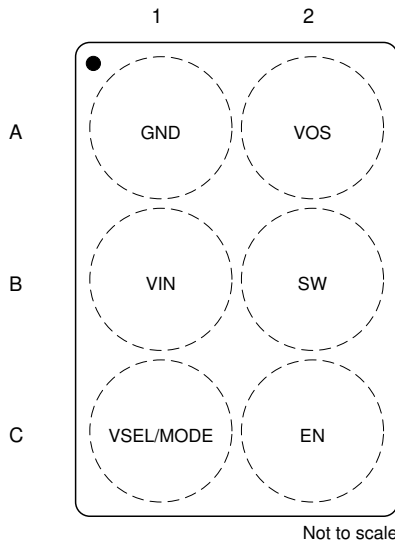 1 2
A GND VOS
B VIN SW
C VSEL/MODE EN
Not to scale